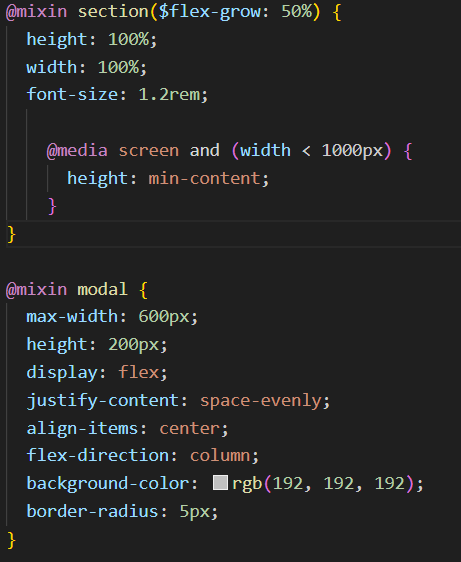 @mixin section($flex-grow: 50%) {
height: 100%;
width: 100%;
font-size: 1.2rem;
@media screen and (width < 1000px) {
height: min-content;
}
}
@mixin modal {
max-width: 600px;
height: 200px;
display: flex;
justify-content: space-evenly;
align-items: center;
flex-direction: column;
background-color: rgb(192, 192, 192);
border-radius: 5px;
}